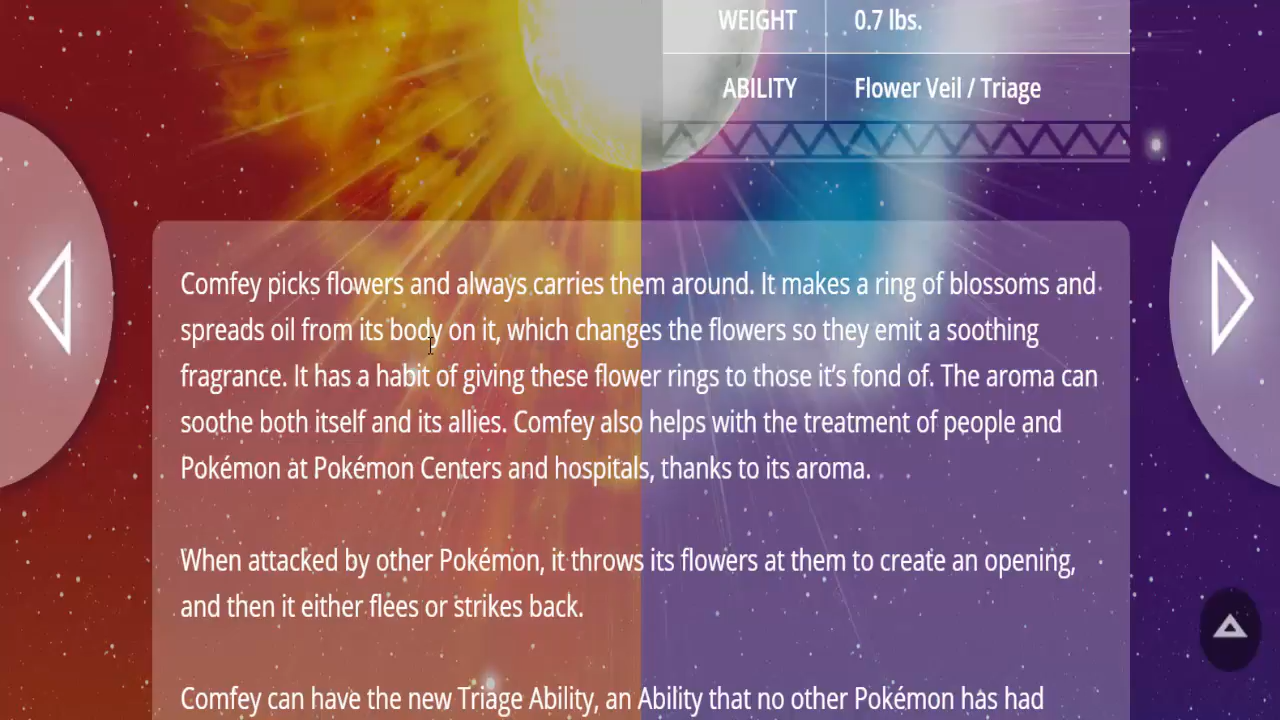 WEIGHT 0.7 lbs.
ABILITY Flower Veil / Triage
Comfey picks flowers and always carries them around. It makes a ring of blossoms and
spreads oil from its body on it, which changes the flowers so they emit a soothing
fragrance. It has a habit of giving these flower rings to those it’s fond of. The aroma can
soothe both itself and its allies. Comfey also helps with the treatment of people and
Pokémon at Pokémon Centers and hospitals, thanks to its aroma.
When attacked by other Pokémon, it throws its flowers at them to create an opening,
and then it either flees or strikes back.
Comfey can have the new Triage Ability, an Ability that no other Pokémon has had